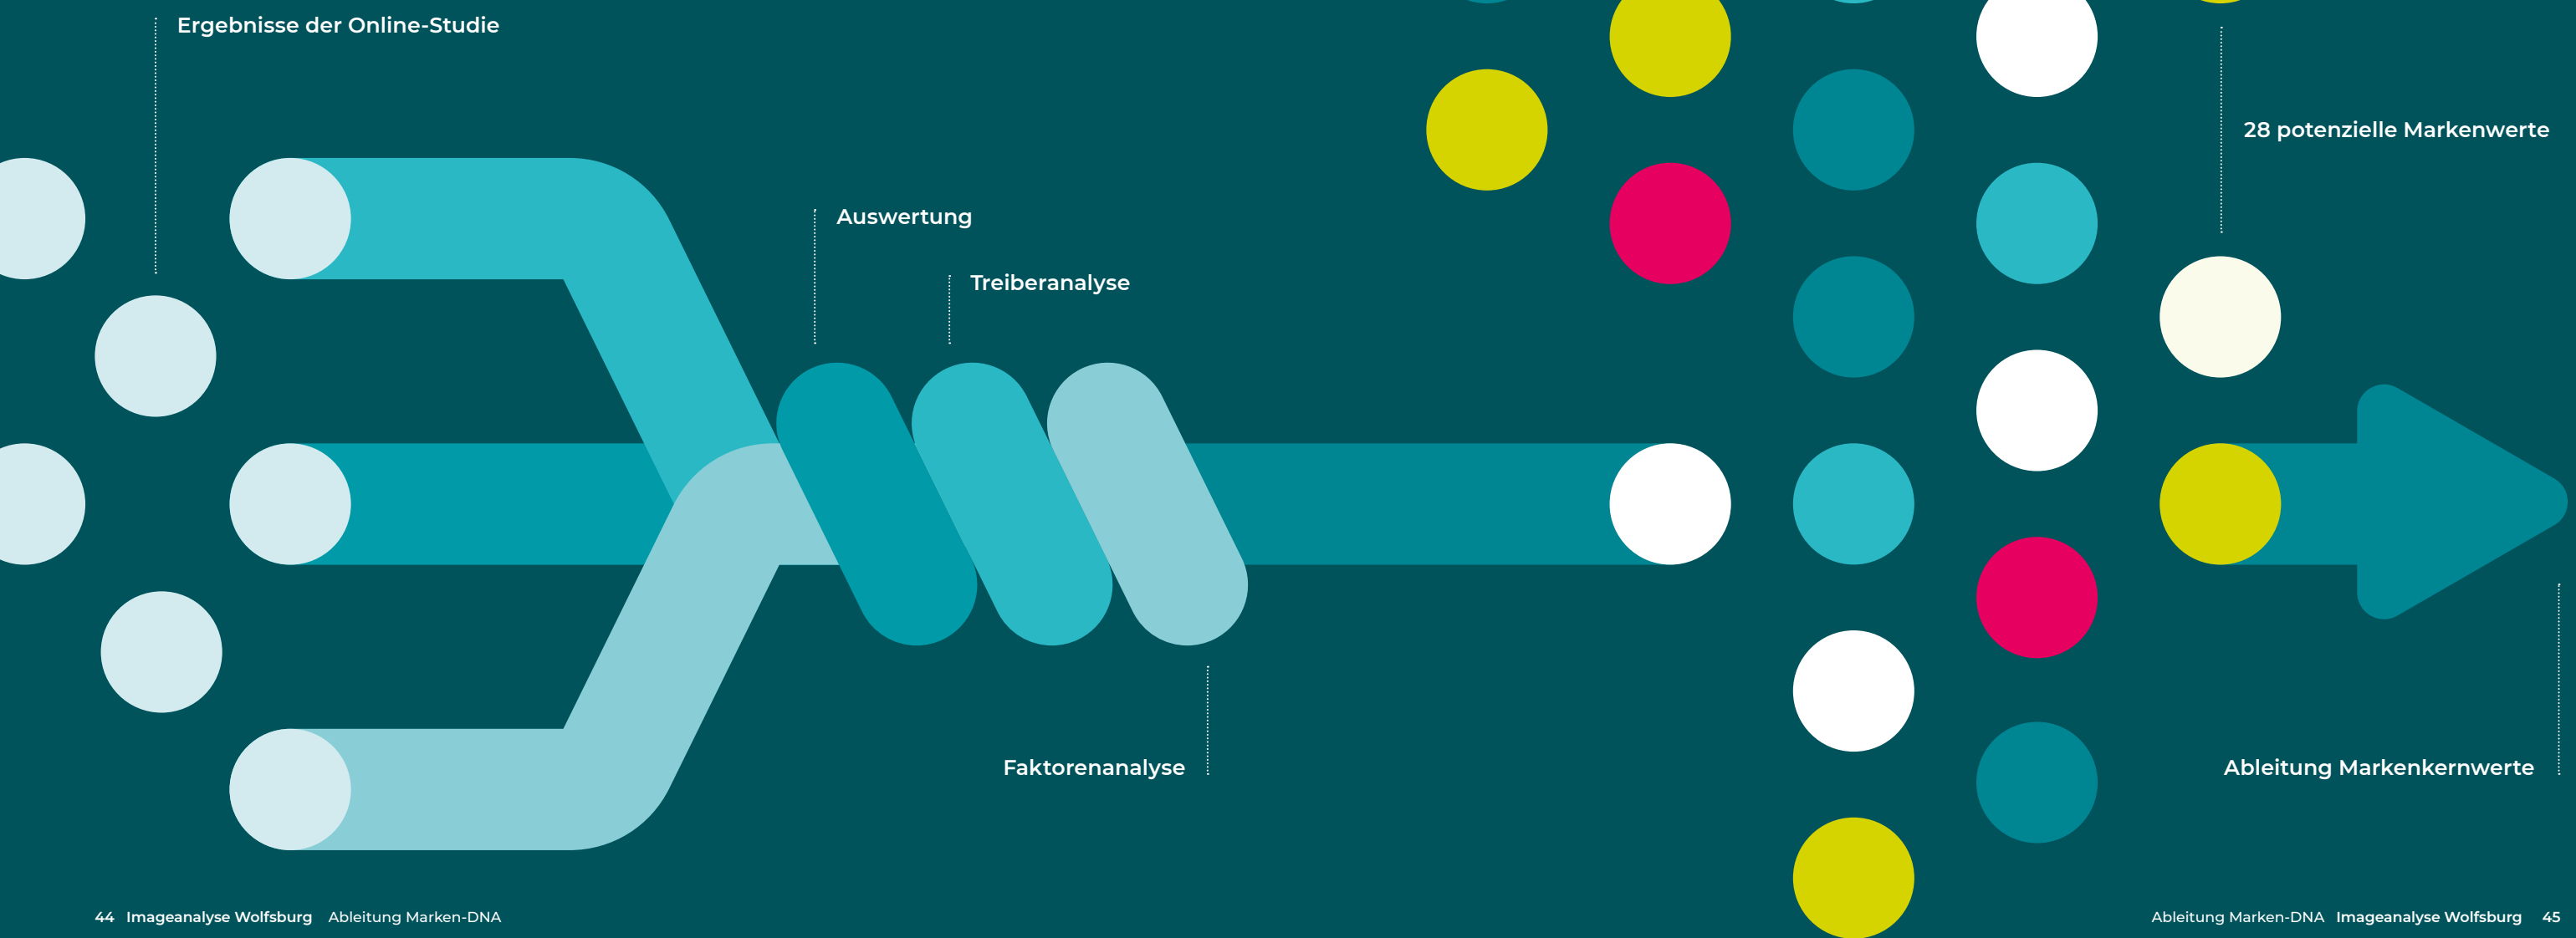 Ergebnisse der Online-Studie
28 potenzielle Markenwerte
Auswertung
Treiberanalyse
Faktorenanalyse
Ableitung Markenkernwerte
44 Imageanalyse Wolfsburg Ableitung Marken-DNA
Ableitung Marken-DNA Imageanalyse Wolfsburg 45